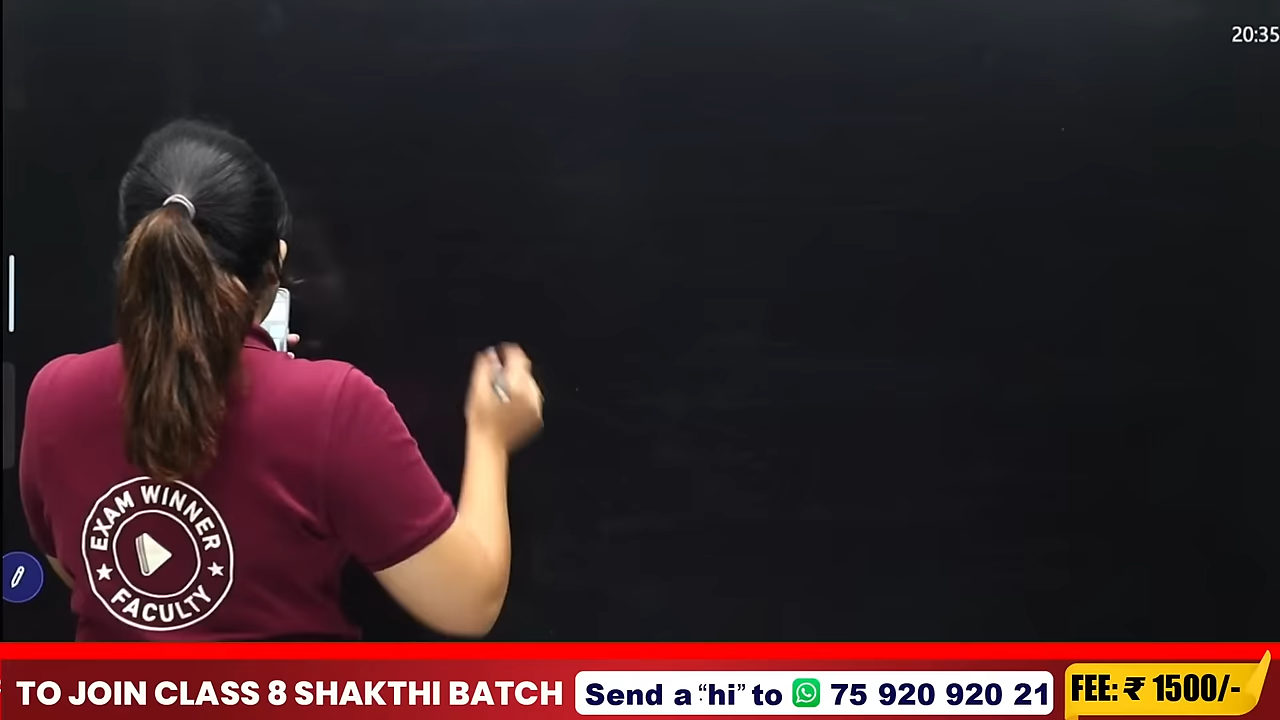 20:35
EXAM WINNER
FACULTY
TO JOIN CLASS 8 SHAKTHI BATCH
Send a “hi” to 75 920 920 21
FEE: ₹ 1500/-